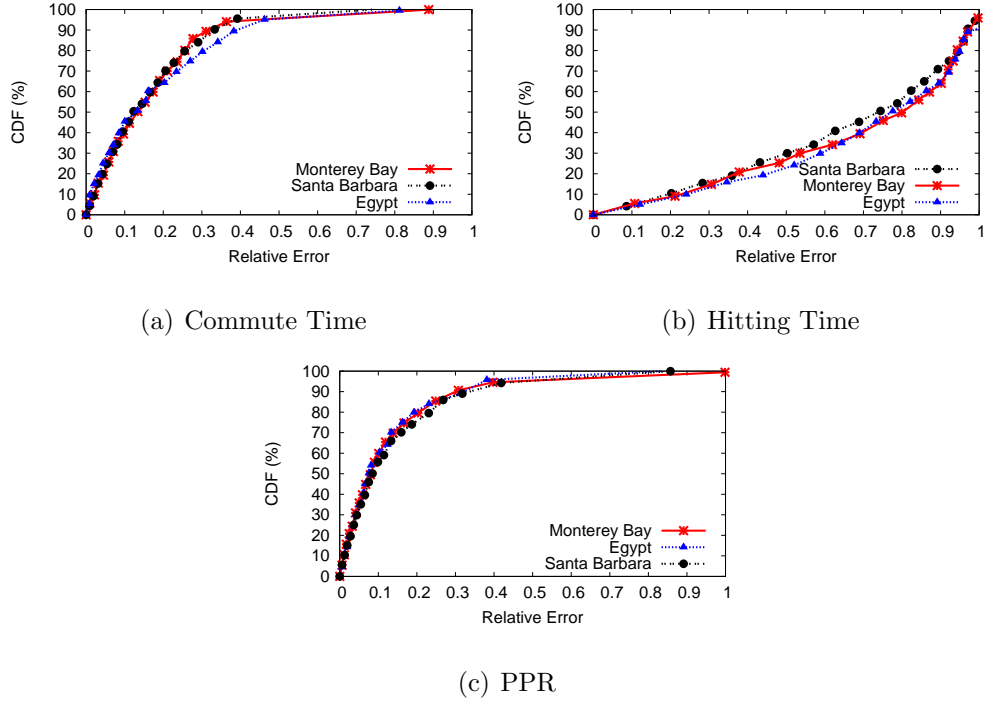 100
90
80
70
60
50
40
30
20
10
0
CDF (%)
Monterey Bay
Santa Barbara
Egypt
0 0.1 0.2 0.3 0.4 0.5 0.6 0.7 0.8 0.9 1
Relative Error
(a) Commute Time
100
90
80
70
60
50
40
30
20
10
0
CDF (%)
Santa Barbara
Monterey Bay
Egypt
0 0.1 0.2 0.3 0.4 0.5 0.6 0.7 0.8 0.9 1
Relative Error
(b) Hitting Time
100
90
80
70
60
50
40
30
20
10
0
CDF (%)
Monterey Bay
Egypt
Santa Barbara
0 0.1 0.2 0.3 0.4 0.5 0.6 0.7 0.8 0.9 1
Relative Error
(c) PPR